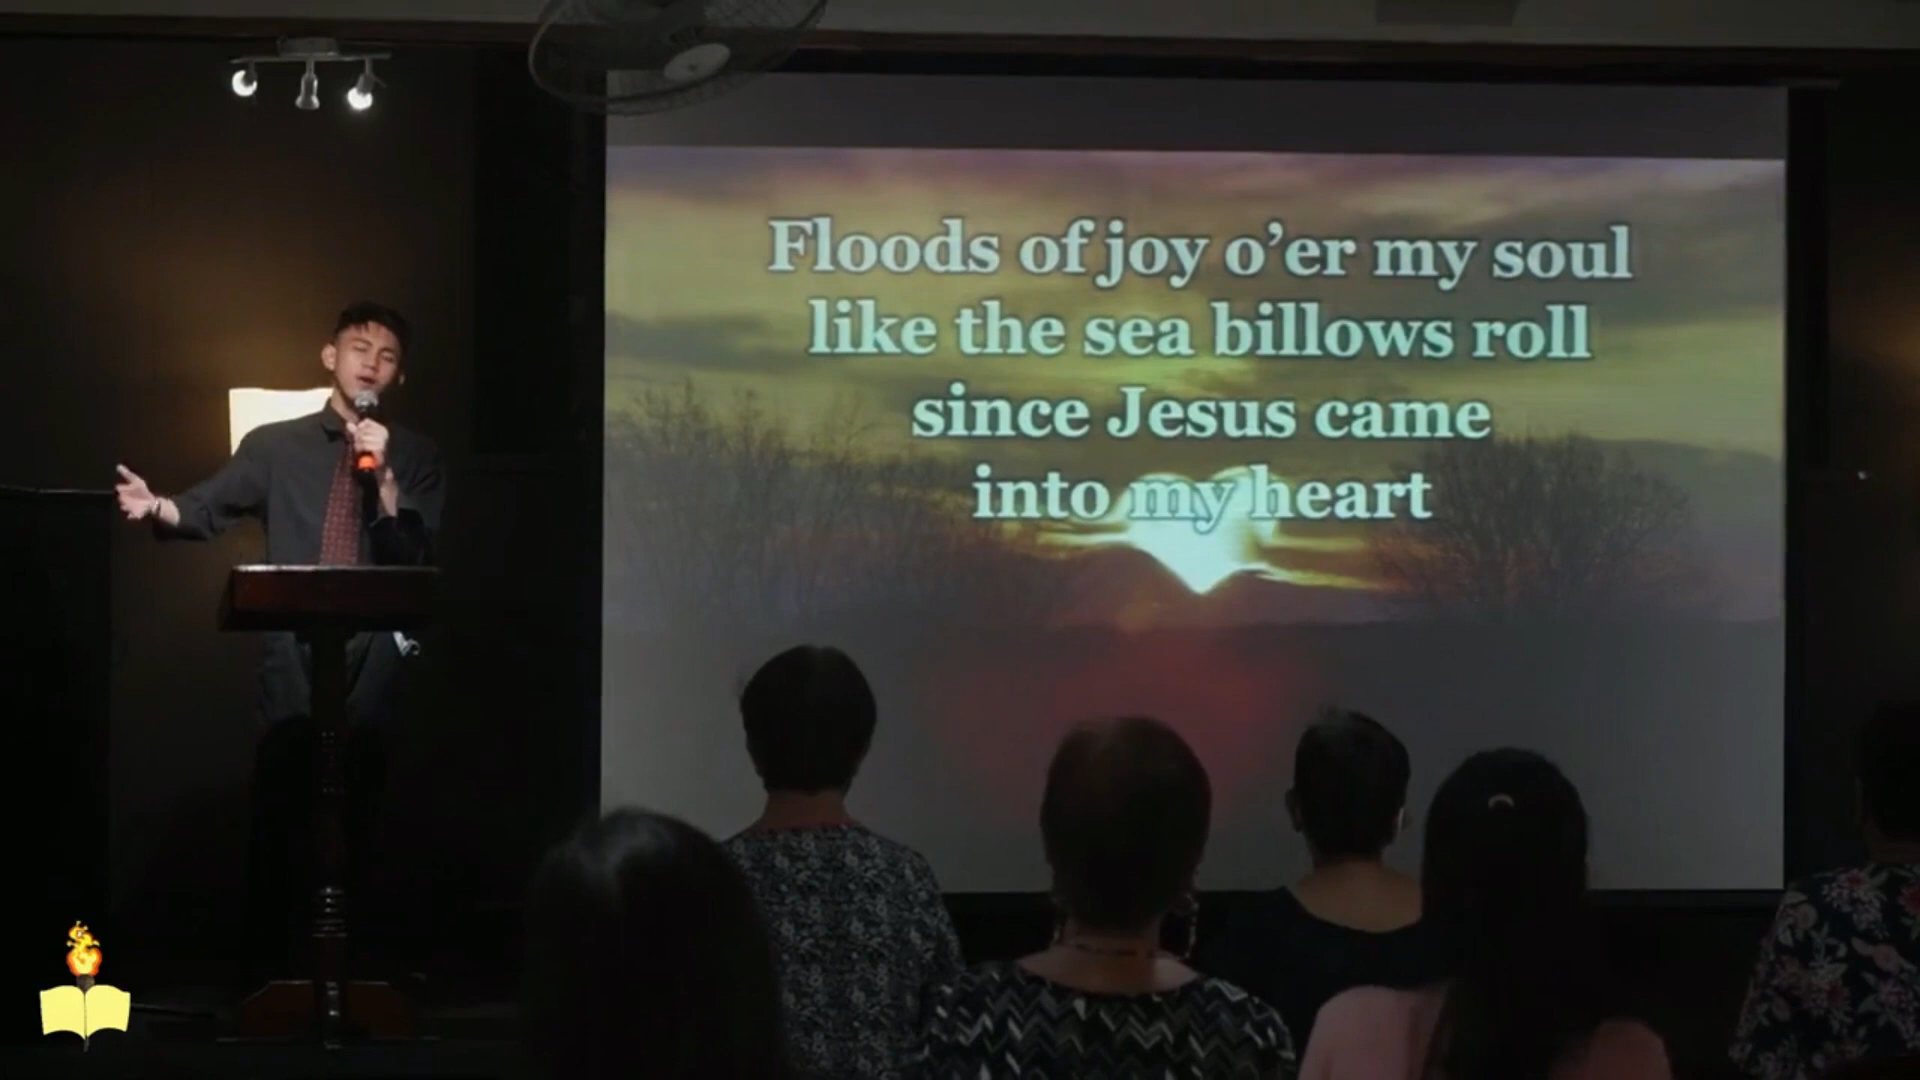 Floods of joy o’er my soul
like the sea billows roll
since Jesus came
into my heart